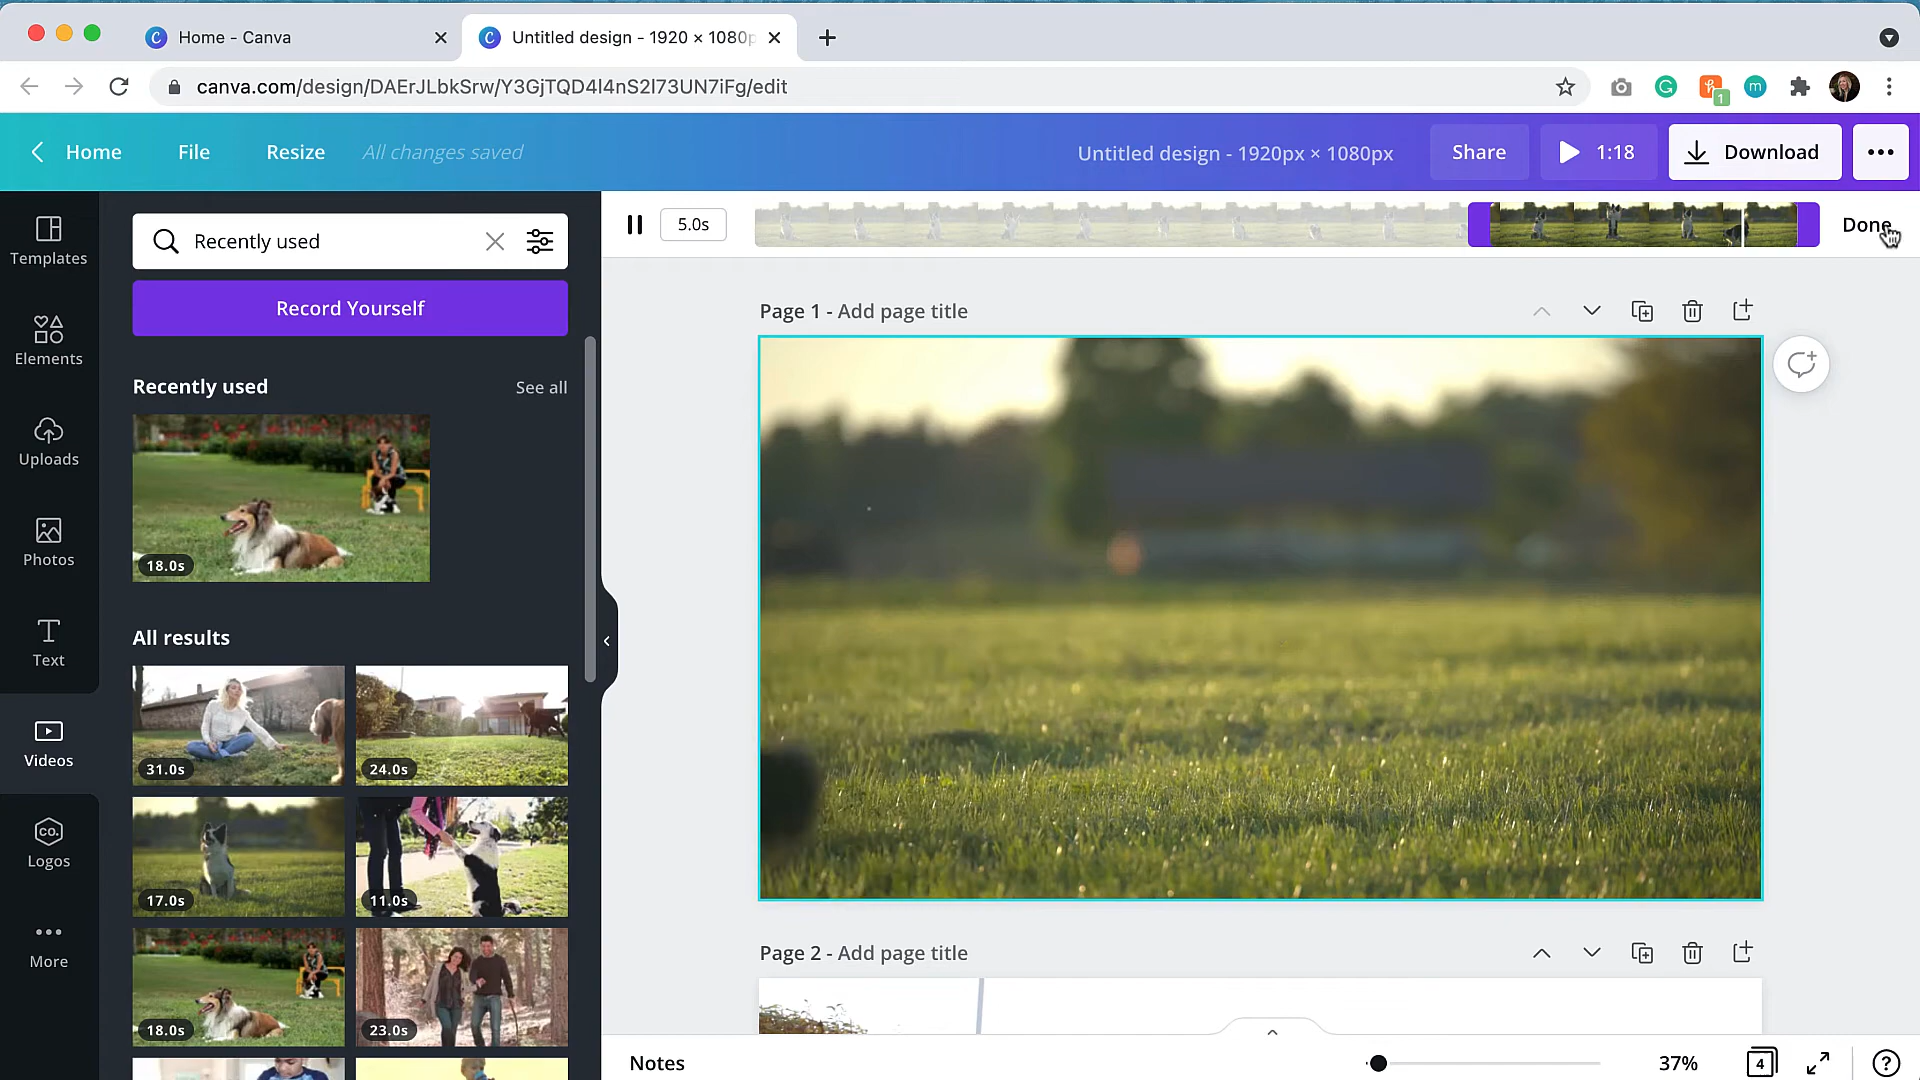 Home - Canva
Untitled design - 1920 × 1080p
canva.com/design/DAErJLbkSrw/Y3GjTQD4l4nS2l73UN7iFg/edit
1
m
Home
File
Resize
All changes saved
Untitled design - 1920px × 1080px
Share
1:18
Download
Templates
Elements
Uploads
Photos
Text
Videos
CO.
Logos
More
Recently used
Record Yourself
Recently used
See all
18.0s
All results
31.0s
24.0s
17.0s
11.0s
18.0s
23.0s
5.0s
Done
Page 1 - Add page title
Page 2 - Add page title
Notes
37%
4
?